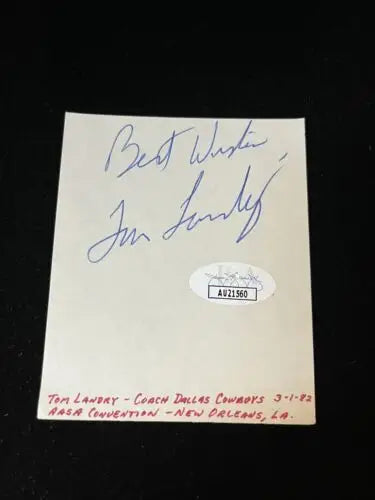 Best Wishes,
Tom Landry
AU21560
TOM LANDRY - COACH DALLAS COWBOYS 3-1-82
AASA CONVENTION - NEW ORLEANS, LA.